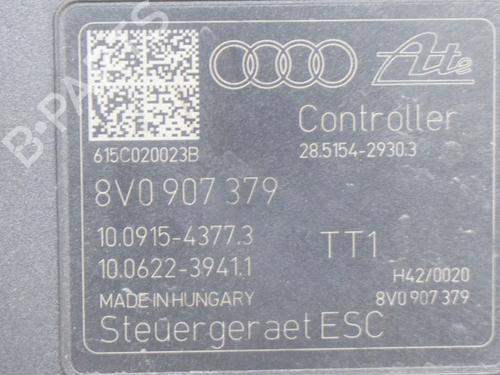 Ate
Controller
615C020023B
28.5154-2930.3
8V0 907 379
10.0915-4377.3
TT1
10.0622-3941.1
H42/0020
MADE IN HUNGARY
8V0 907 379
Steuergeraet ESC
B-PARTS